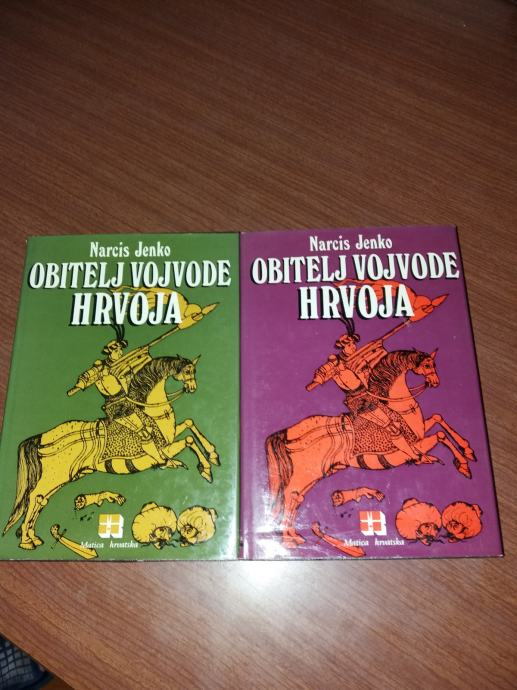 Narcis Jenko
OBITELJ VOJVODE
HRVOJA
Matica hrvatska
Narcis Jenko
OBITELJ VOJVODE
HRVOJA
Matica hrvatska